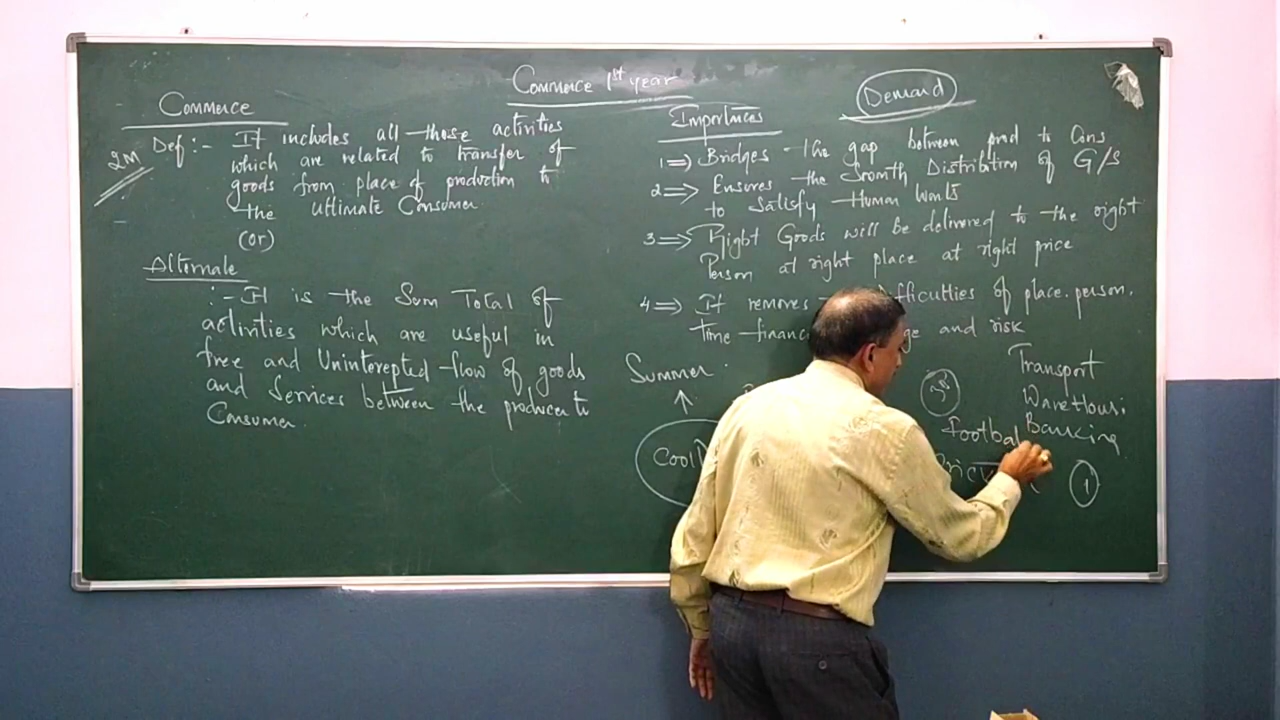 Commerce 1st year
Commerce
2M
Def :- It includes all those activities
which are related to transfer of
goods from place of production to
the ultimate Consumer
(or)
Alternate
:- It is the Sum Total of
activities which are useful in
free and Uninterepted flow of goods
and Services between the producer to
Consumer
Demand
Importances
1 ⇒ Bridges the gap between prod to Cons
2 ⇒ Ensures the Smooth Distribution of G/S
to Satisfy Human Wants
3 ⇒ Right Goods will be delivered to the right
Person at right place at right price
4 ⇒ It removes difficulties of place. person.
Time and risk
Summer
Cool
Transport
Banking
Footbal
1